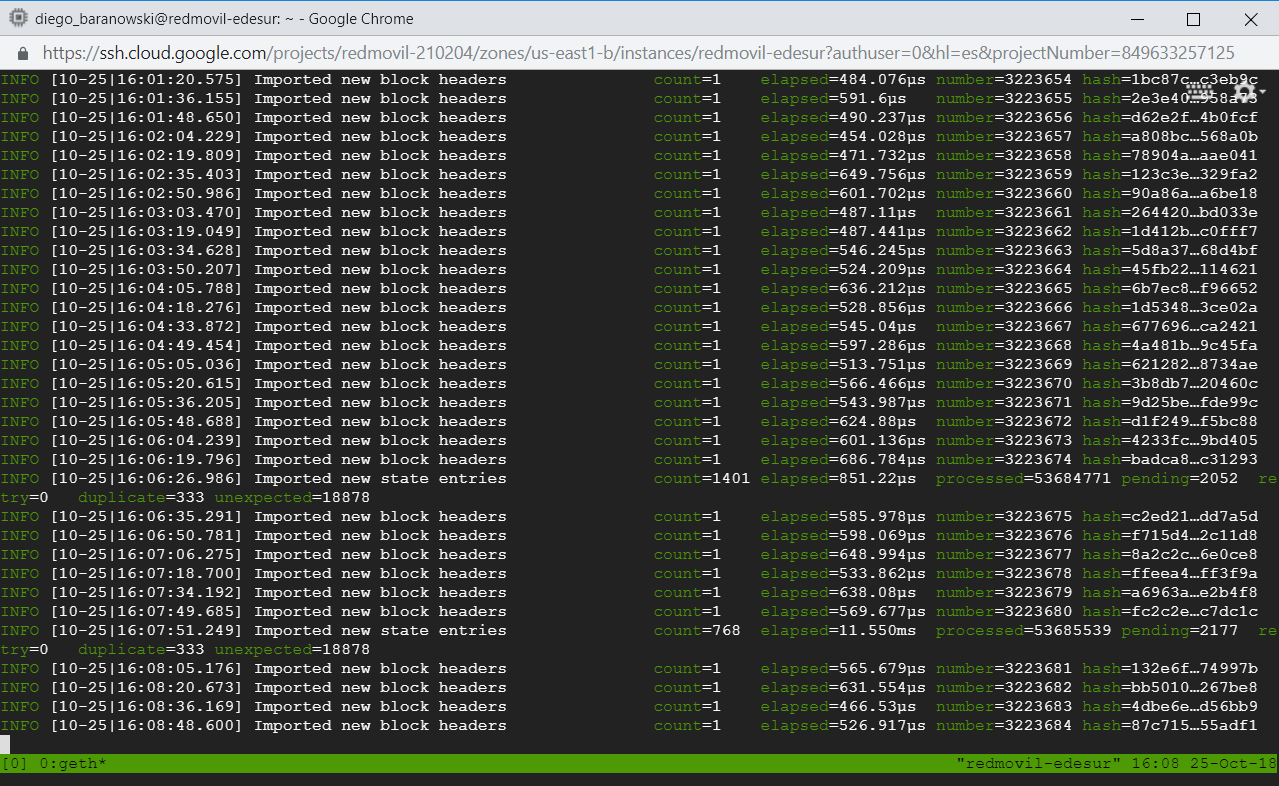 diego_baranowski@redmovil-edesur: ~ - Google Chrome
https://ssh.cloud.google.com/projects/redmovil-210204/zones/us-east1-b/instances/redmovil-edesur?authuser=0&hl=es&projectNumber=849633257125
INFO [10-25|16:01:20.575] Imported new block headers count=1 elapsed=484.076µs number=3223654 hash=1bc87c…c3eb9c
INFO [10-25|16:01:36.155] Imported new block headers count=1 elapsed=591.6µs number=3223655
INFO [10-25|16:01:48.650] Imported new block headers count=1 elapsed=490.237µs number=3223656 hash=d62e2f…4b0fcf
INFO [10-25|16:02:04.229] Imported new block headers count=1 elapsed=454.028µs number=3223657 hash=a808bc…568a0b
INFO [10-25|16:02:19.809] Imported new block headers count=1 elapsed=471.732µs number=3223658 hash=78904a…aae041
INFO [10-25|16:02:35.403] Imported new block headers count=1 elapsed=649.756µs number=3223659 hash=123c3e…329fa2
INFO [10-25|16:02:50.986] Imported new block headers count=1 elapsed=601.702µs number=3223660 hash=90a86a…a6be18
INFO [10-25|16:03:03.470] Imported new block headers count=1 elapsed=487.11µs number=3223661 hash=264420…bd033e
INFO [10-25|16:03:19.049] Imported new block headers count=1 elapsed=487.441µs number=3223662 hash=1d412b…c0fff7
INFO [10-25|16:03:34.628] Imported new block headers count=1 elapsed=546.245µs number=3223663 hash=5d8a37…68d4bf
INFO [10-25|16:03:50.207] Imported new block headers count=1 elapsed=524.209µs number=3223664 hash=45fb22…114621
INFO [10-25|16:04:05.788] Imported new block headers count=1 elapsed=636.212µs number=3223665 hash=6b7ec8…f96652
INFO [10-25|16:04:18.276] Imported new block headers count=1 elapsed=528.856µs number=3223666 hash=1d5348…3ce02a
INFO [10-25|16:04:33.872] Imported new block headers count=1 elapsed=545.04µs number=3223667 hash=677696…ca2421
INFO [10-25|16:04:49.454] Imported new block headers count=1 elapsed=597.286µs number=3223668 hash=4a481b…9c45fa
INFO [10-25|16:05:05.036] Imported new block headers count=1 elapsed=513.751µs number=3223669 hash=621282…8734ae
INFO [10-25|16:05:20.615] Imported new block headers count=1 elapsed=566.466µs number=3223670 hash=3b8db7…20460c
INFO [10-25|16:05:36.205] Imported new block headers count=1 elapsed=543.987µs number=3223671 hash=9d25be…fde99c
INFO [10-25|16:05:48.688] Imported new block headers count=1 elapsed=624.88µs number=3223672 hash=d1f249…f5bc88
INFO [10-25|16:06:04.239] Imported new block headers count=1 elapsed=601.136µs number=3223673 hash=4233fc…9bd405
INFO [10-25|16:06:19.796] Imported new block headers count=1 elapsed=686.784µs number=3223674 hash=badca8…c31293
INFO [10-25|16:06:26.986] Imported new state entries count=1401 elapsed=851.22µs processed=53684771 pending=2052 re
try=0 duplicate=333 unexpected=18878
INFO [10-25|16:06:35.291] Imported new block headers count=1 elapsed=585.978µs number=3223675 hash=c2ed21…dd7a5d
INFO [10-25|16:06:50.781] Imported new block headers count=1 elapsed=598.069µs number=3223676 hash=f715d4…2c11d8
INFO [10-25|16:07:06.275] Imported new block headers count=1 elapsed=648.994µs number=3223677 hash=8a2c2c…6e0ce8
INFO [10-25|16:07:18.700] Imported new block headers count=1 elapsed=533.862µs number=3223678 hash=ffeea4…ff3f9a
INFO [10-25|16:07:34.192] Imported new block headers count=1 elapsed=638.08µs number=3223679 hash=a6963a…e2b4f8
INFO [10-25|16:07:49.685] Imported new block headers count=1 elapsed=569.677µs number=3223680 hash=fc2c2e…c7dc1c
INFO [10-25|16:07:51.249] Imported new state entries count=768 elapsed=11.550ms processed=53685539 pending=2177 re
try=0 duplicate=333 unexpected=18878
INFO [10-25|16:08:05.176] Imported new block headers count=1 elapsed=565.679µs number=3223681 hash=132e6f…74997b
INFO [10-25|16:08:20.673] Imported new block headers count=1 elapsed=631.554µs number=3223682 hash=bb5010…267be8
INFO [10-25|16:08:36.169] Imported new block headers count=1 elapsed=466.53µs number=3223683 hash=4dbe6e…d56bb9
INFO [10-25|16:08:48.600] Imported new block headers count=1 elapsed=526.917µs number=3223684 hash=87c715…55adf1
[0] 0:geth* "redmovil-edesur" 16:08 25-Oct-18